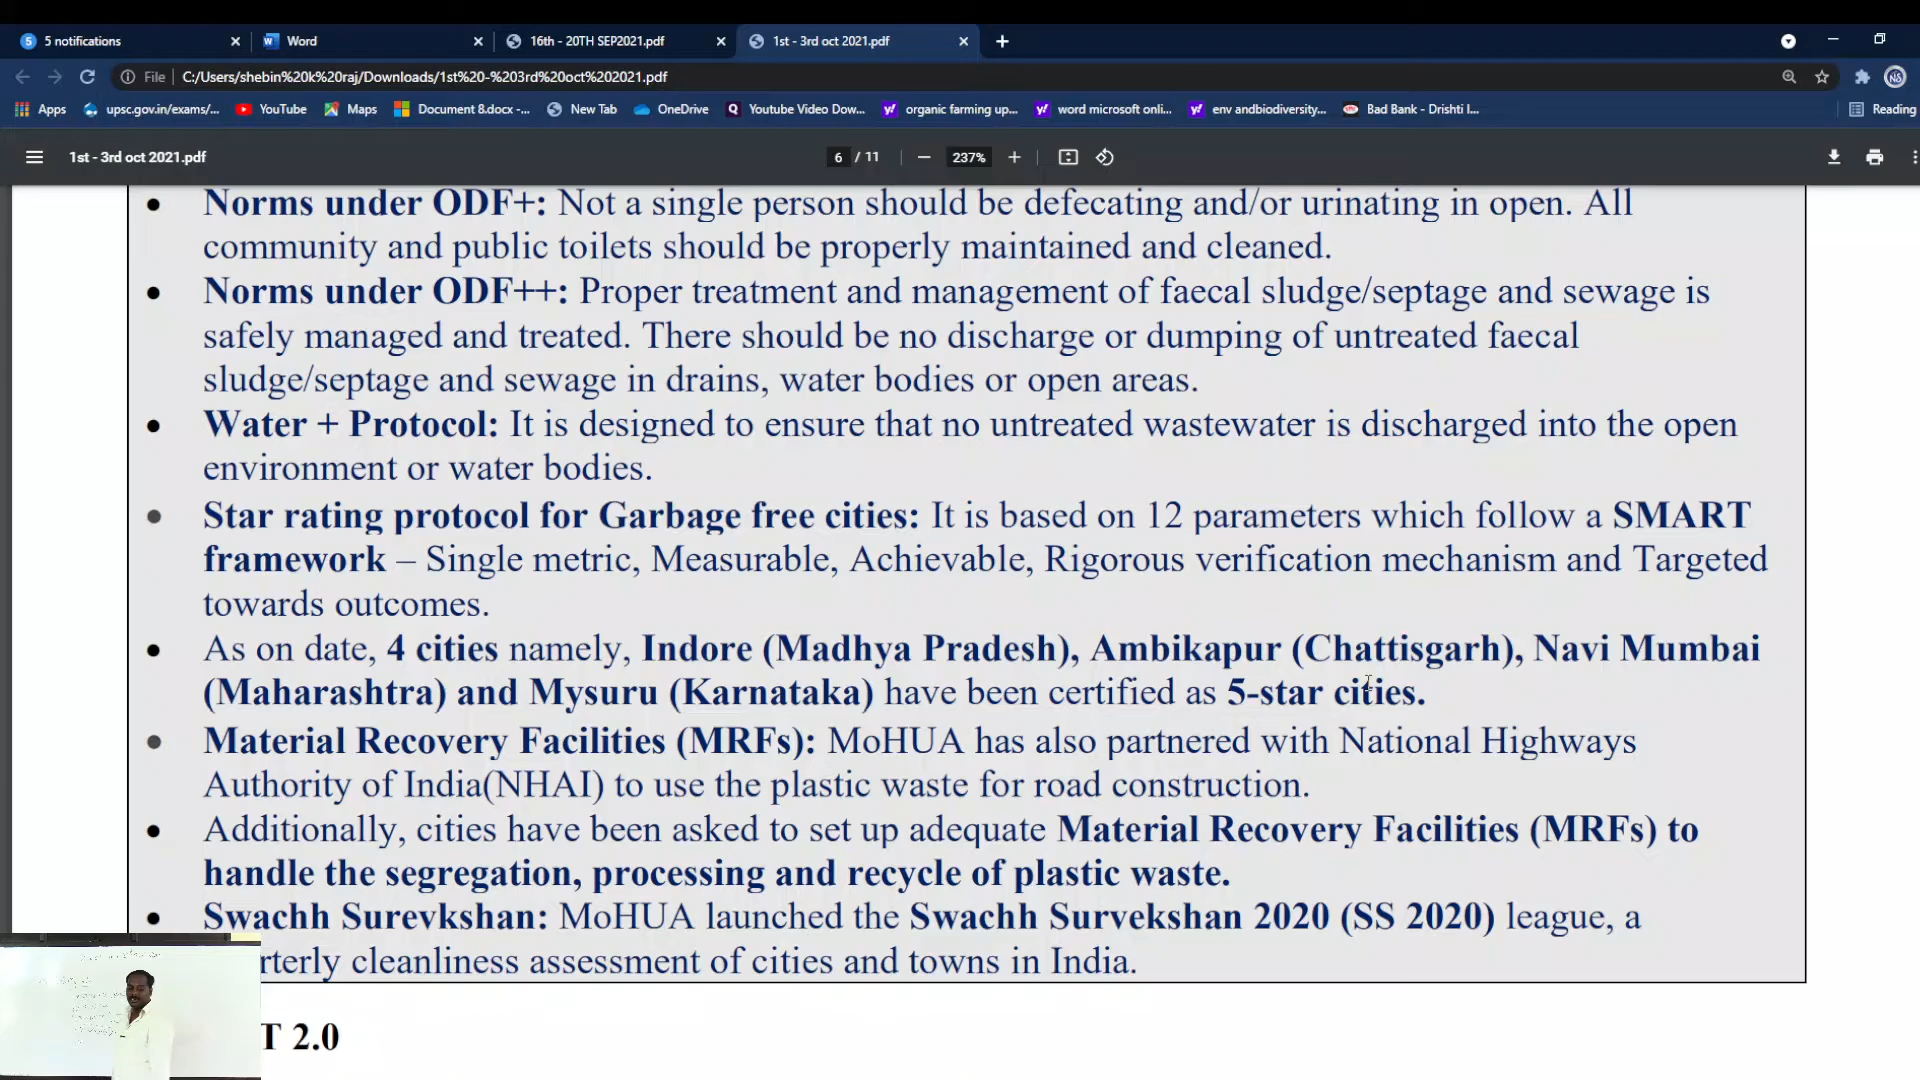 5 notifications
Word
16th - 20TH SEP2021.pdf
1st - 3rd oct 2021.pdf
File
C:/Users/shebin%20k%20raj/Downloads/1st%20-%203rd%20oct%202021.pdf
Apps
upsc.gov.in/exams/...
YouTube
Maps
Document 8.docx -...
New Tab
OneDrive
Youtube Video Dow...
organic farming up...
word microsoft onli...
env andbiodiversity...
Bad Bank - Drishti I...
Reading
1st - 3rd oct 2021.pdf
6 / 11
237%
• Norms under ODF+: Not a single person should be defecating and/or urinating in open. All
community and public toilets should be properly maintained and cleaned.
• Norms under ODF++: Proper treatment and management of faecal sludge/septage and sewage is
safely managed and treated. There should be no discharge or dumping of untreated faecal
sludge/septage and sewage in drains, water bodies or open areas.
• Water + Protocol: It is designed to ensure that no untreated wastewater is discharged into the open
environment or water bodies.
• Star rating protocol for Garbage free cities: It is based on 12 parameters which follow a SMART
framework – Single metric, Measurable, Achievable, Rigorous verification mechanism and Targeted
towards outcomes.
• As on date, 4 cities namely, Indore (Madhya Pradesh), Ambikapur (Chattisgarh), Navi Mumbai
(Maharashtra) and Mysuru (Karnataka) have been certified as 5-star cities.
• Material Recovery Facilities (MRFs): MoHUA has also partnered with National Highways
Authority of India(NHAI) to use the plastic waste for road construction.
• Additionally, cities have been asked to set up adequate Material Recovery Facilities (MRFs) to
handle the segregation, processing and recycle of plastic waste.
• Swachh Surevkshan: MoHUA launched the Swachh Survekshan 2020 (SS 2020) league, a
rterly cleanliness assessment of cities and towns in India.
T 2.0